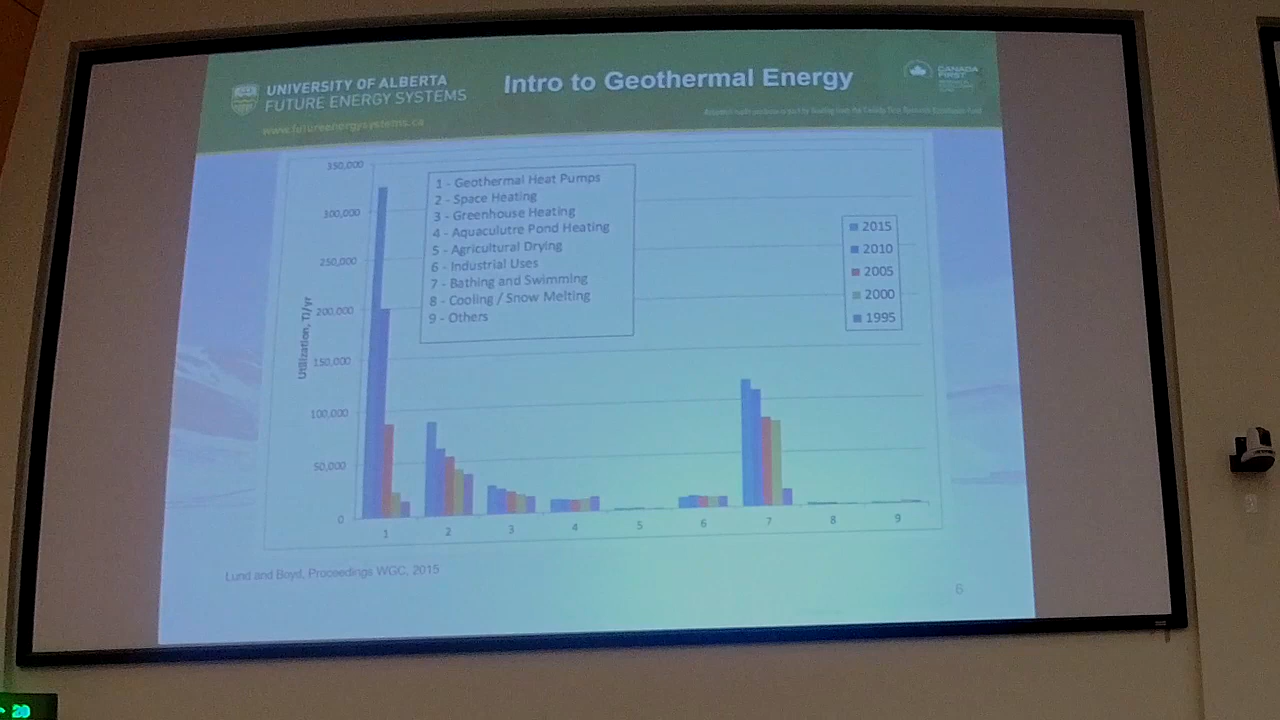 UNIVERSITY OF ALBERTA
FUTURE ENERGY SYSTEMS
www.futureenergysystems.ca
Intro to Geothermal Energy
CANADA
FIRST
350,000
300,000
250,000
200,000
150,000
100,000
50,000
0
Utilization, TJ/yr
1 - Geothermal Heat Pumps
2 - Space Heating
3 - Greenhouse Heating
4 - Aquaculutre Pond Heating
5 - Agricultural Drying
6 - Industrial Uses
7 - Bathing and Swimming
8 - Cooling / Snow Melting
9 - Others
2015
2010
2005
2000
1995
1 2 3 4 5 6 7 8 9
Lund and Boyd, Proceedings WGC, 2015
6
20